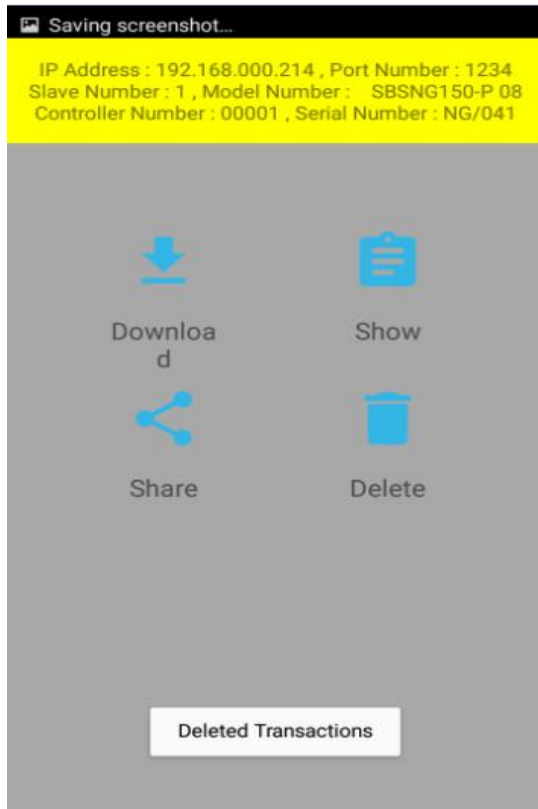 Saving screenshot...
IP Address : 192.168.000.214 , Port Number : 1234
Slave Number : 1 , Model Number :    SBSNG150-P 08
Controller Number : 00001 , Serial Number : NG/041
Downloa
d
Show
Share
Delete
Deleted Transactions